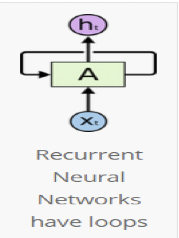 hₜ
A
xₜ
Recurrent
Neural
Networks
have loops